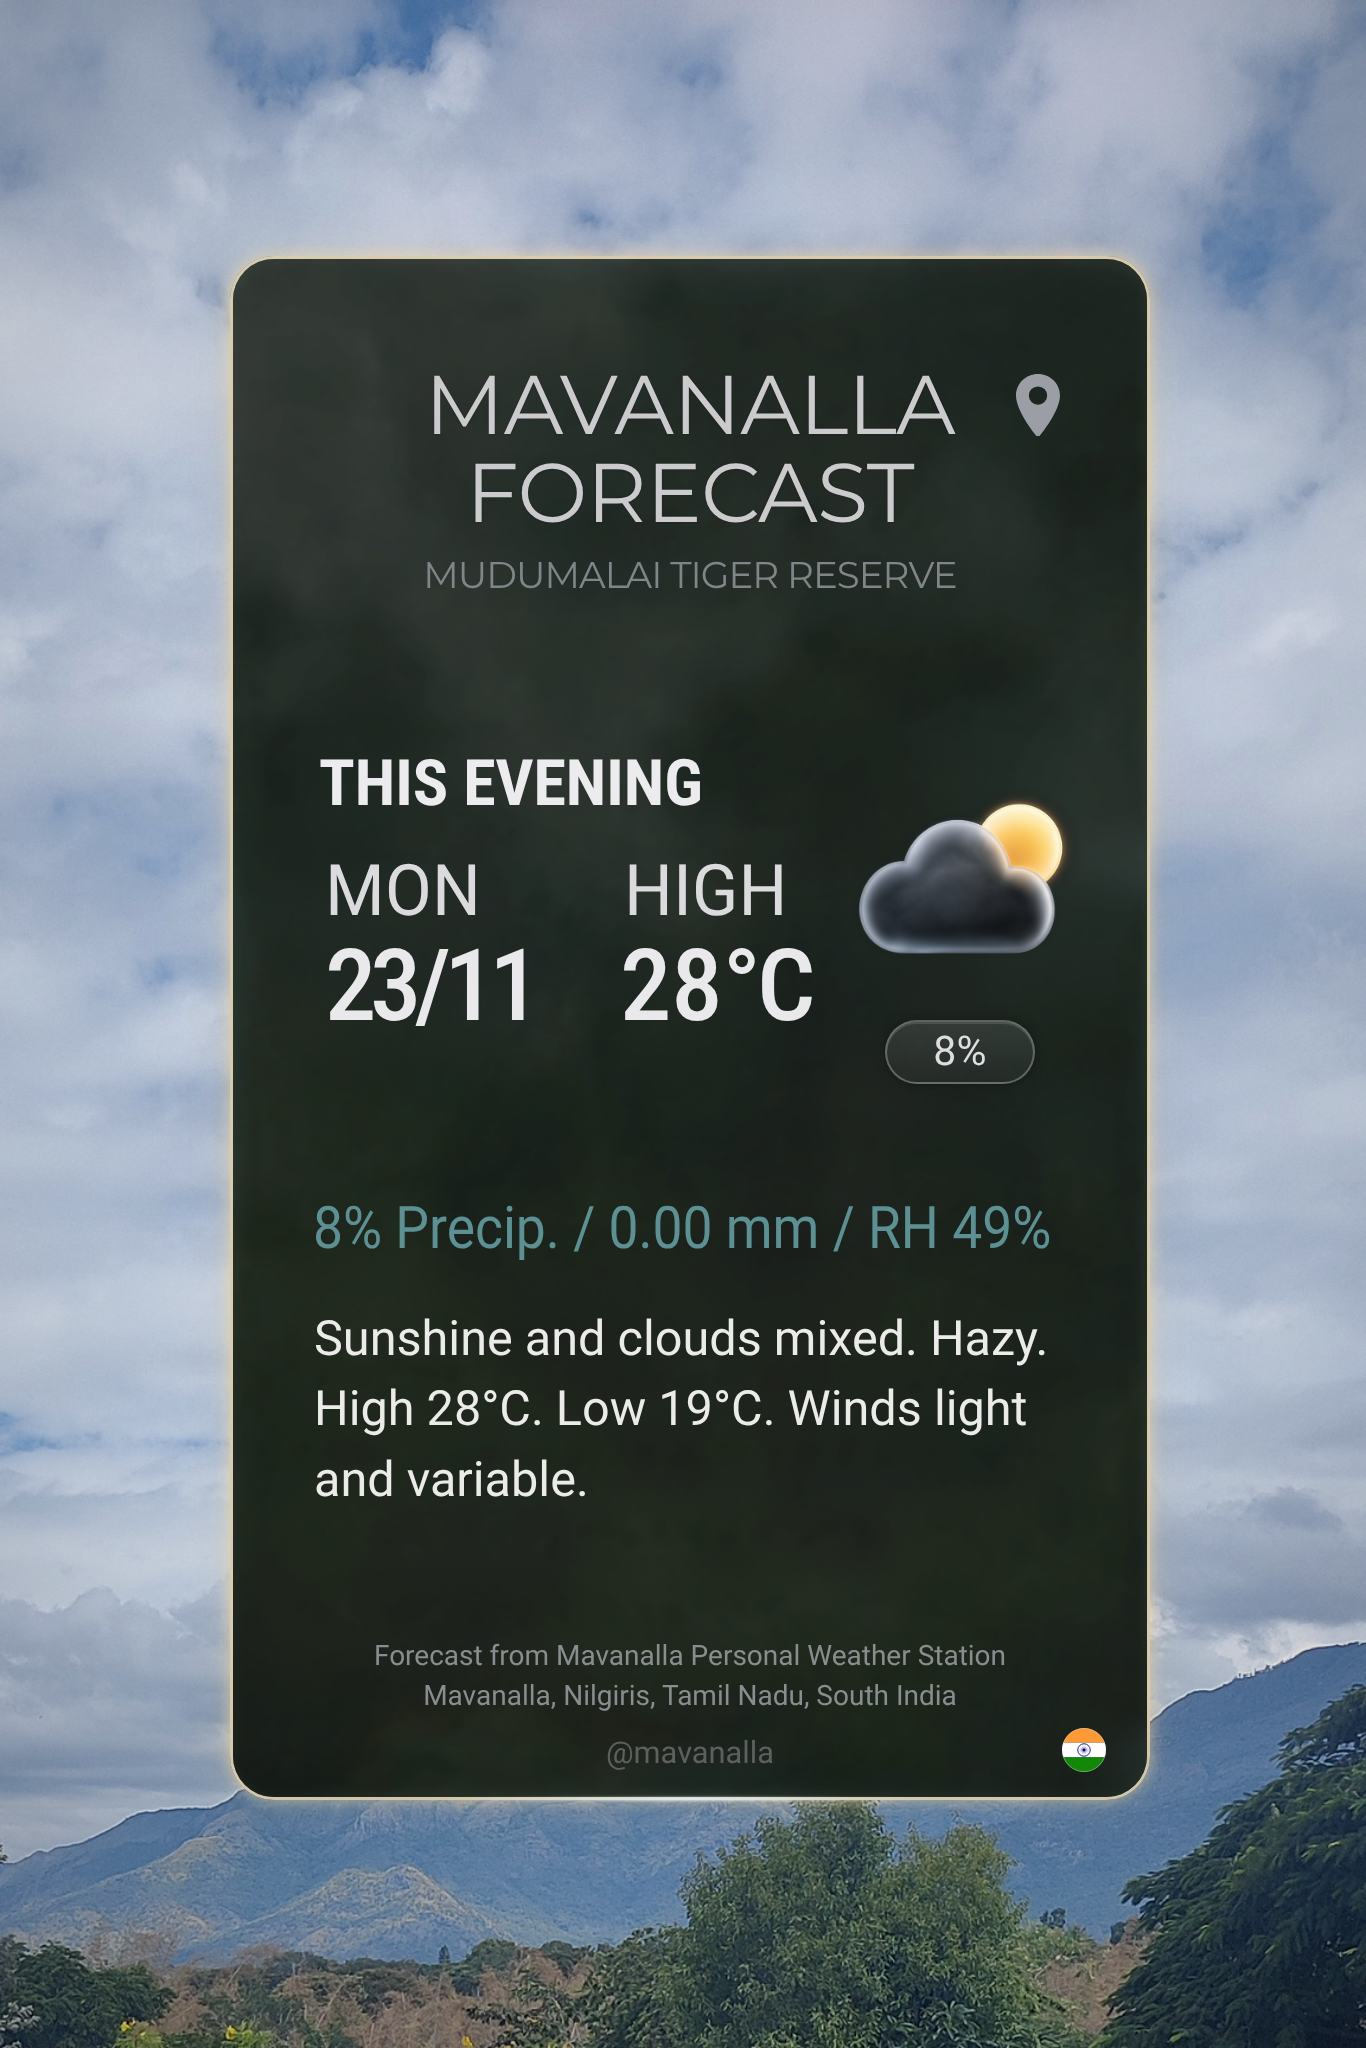 MAVANALLA
FORECAST
MUDUMALAI TIGER RESERVE
THIS EVENING
MON
23/11
HIGH
28°C
8%
8% Precip. / 0.00 mm / RH 49%
Sunshine and clouds mixed. Hazy.
High 28°C. Low 19°C. Winds light
and variable.
Forecast from Mavanalla Personal Weather Station
Mavanalla, Nilgiris, Tamil Nadu, South India
@mavanalla